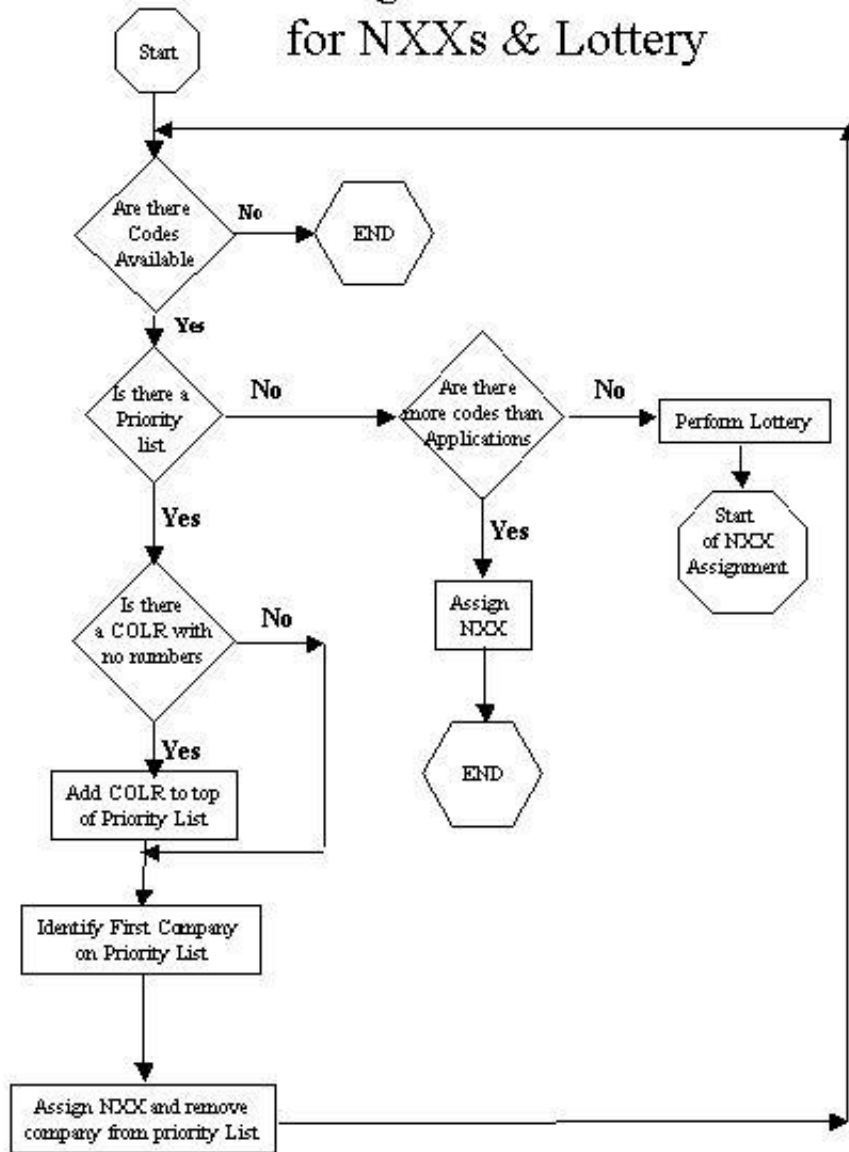 for NXXs & Lottery
Start
Are there
Codes
Available
No
END
Yes
Is there a
Priority
list
No
Are there
more codes than
Applications
No
Perform Lottery
Start
of NXX
Assignment
Yes
Yes
Is there
a COLR with
no numbers
No
Assign
NXX
END
Yes
Add COLR to top
of Priority List
Identify First Company
on Priority List
Assign NXX and remove
company from priority List